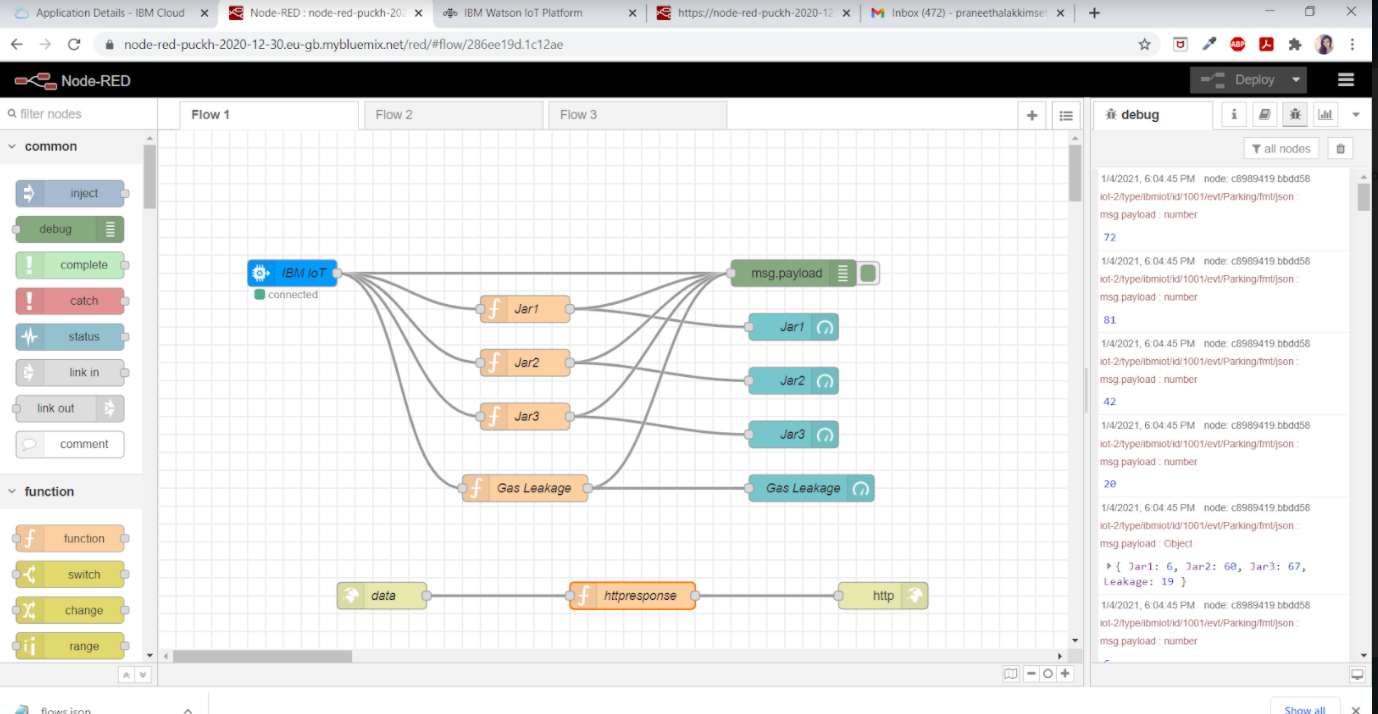 Application Details - IBM Cloud
Node-RED : node-red-puckh-202
IBM Watson IoT Platform
https://node-red-puckh-2020-12
Inbox (472) - praneethalakkimset
node-red-puckh-2020-12-30.eu-gb.mybluemix.net/red/#flow/286ee19d.1c12ae
ABP
Node-RED
Deploy
filter nodes
Flow 1
Flow 2
Flow 3
debug
all nodes
common
inject
debug
complete
catch
status
link in
link out
comment
function
function
switch
change
range
IBM IoT
connected
Jar1
Jar2
Jar3
Gas Leakage
msg.payload
Jar1
Jar2
Jar3
Gas Leakage
data
httpresponse
http
1/4/2021, 6:04:45 PM node: c8989419.bbdd58
iot-2/type/ibmiot/id/1001/evt/Parking/fmt/json :
msg.payload : number
72
1/4/2021, 6:04:45 PM node: c8989419.bbdd58
iot-2/type/ibmiot/id/1001/evt/Parking/fmt/json :
msg.payload : number
81
1/4/2021, 6:04:45 PM node: c8989419.bbdd58
iot-2/type/ibmiot/id/1001/evt/Parking/fmt/json :
msg.payload : number
42
1/4/2021, 6:04:45 PM node: c8989419.bbdd58
iot-2/type/ibmiot/id/1001/evt/Parking/fmt/json :
msg.payload : number
20
1/4/2021, 6:04:45 PM node: c8989419.bbdd58
iot-2/type/ibmiot/id/1001/evt/Parking/fmt/json :
msg.payload : Object
{ Jar1: 6, Jar2: 60, Jar3: 67,
Leakage: 19 }
1/4/2021, 6:04:45 PM node: c8989419.bbdd58
iot-2/type/ibmiot/id/1001/evt/Parking/fmt/json :
msg.payload : number
flows.json
Show all